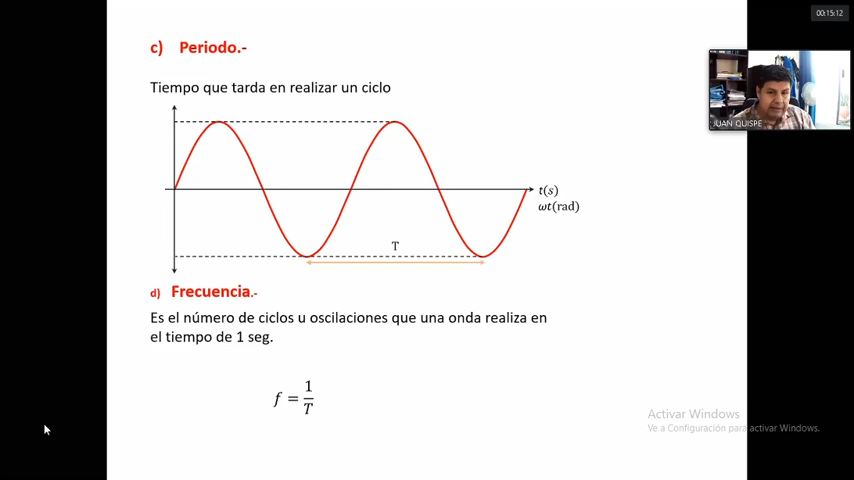 00:15:12
c) Periodo.-
Tiempo que tarda en realizar un ciclo
JUAN QUISPE
t(s)
ωt(rad)
T
d) Frecuencia.-
Es el número de ciclos u oscilaciones que una onda realiza en
el tiempo de 1 seg.
f = 1/T
Activar Windows
Ve a Configuración para activar Windows.